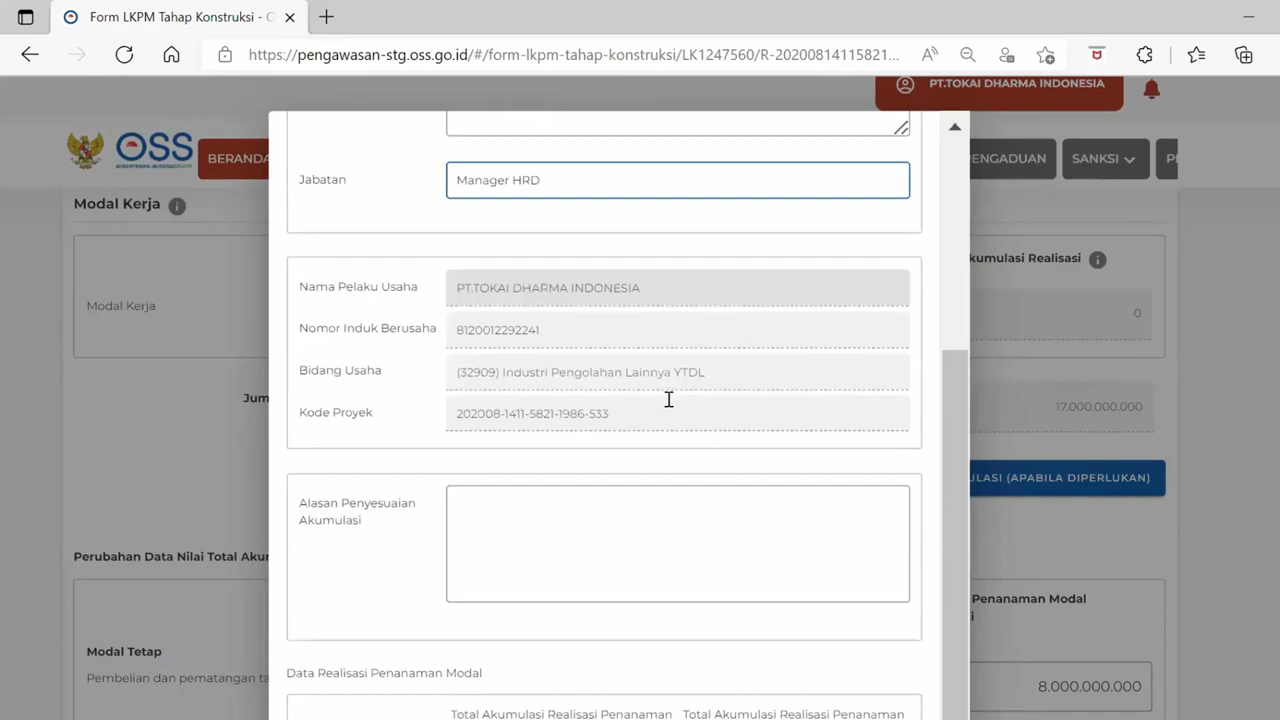 Form LKPM Tahap Konstruksi - O
https://pengawasan-stg.oss.go.id/#/form-lkpm-tahap-konstruksi/LK1247560/R-20200814115821...
PT.TOKAI DHARMA INDONESIA
OSS
BERANDA
PENGADUAN
SANKSI
Modal Kerja
Modal Kerja
Jum
Perubahan Data Nilai Total Aku
Modal Tetap
Pembelian dan pematangan ta
Jabatan
Manager HRD
Nama Pelaku Usaha
PT.TOKAI DHARMA INDONESIA
Nomor Induk Berusaha
8120012292241
Bidang Usaha
(32909) Industri Pengolahan Lainnya YTDL
Kode Proyek
202008-1411-5821-1986-533
Alasan Penyesuaian
Akumulasi
Data Realisasi Penanaman Modal
Total Akumulasi Realisasi Penanaman
Total Akumulasi Realisasi Penanaman
kumulasi Realisasi
0
17.000.000.000
ULASI (APABILA DIPERLUKAN)
Penanaman Modal
i
8.000.000.000